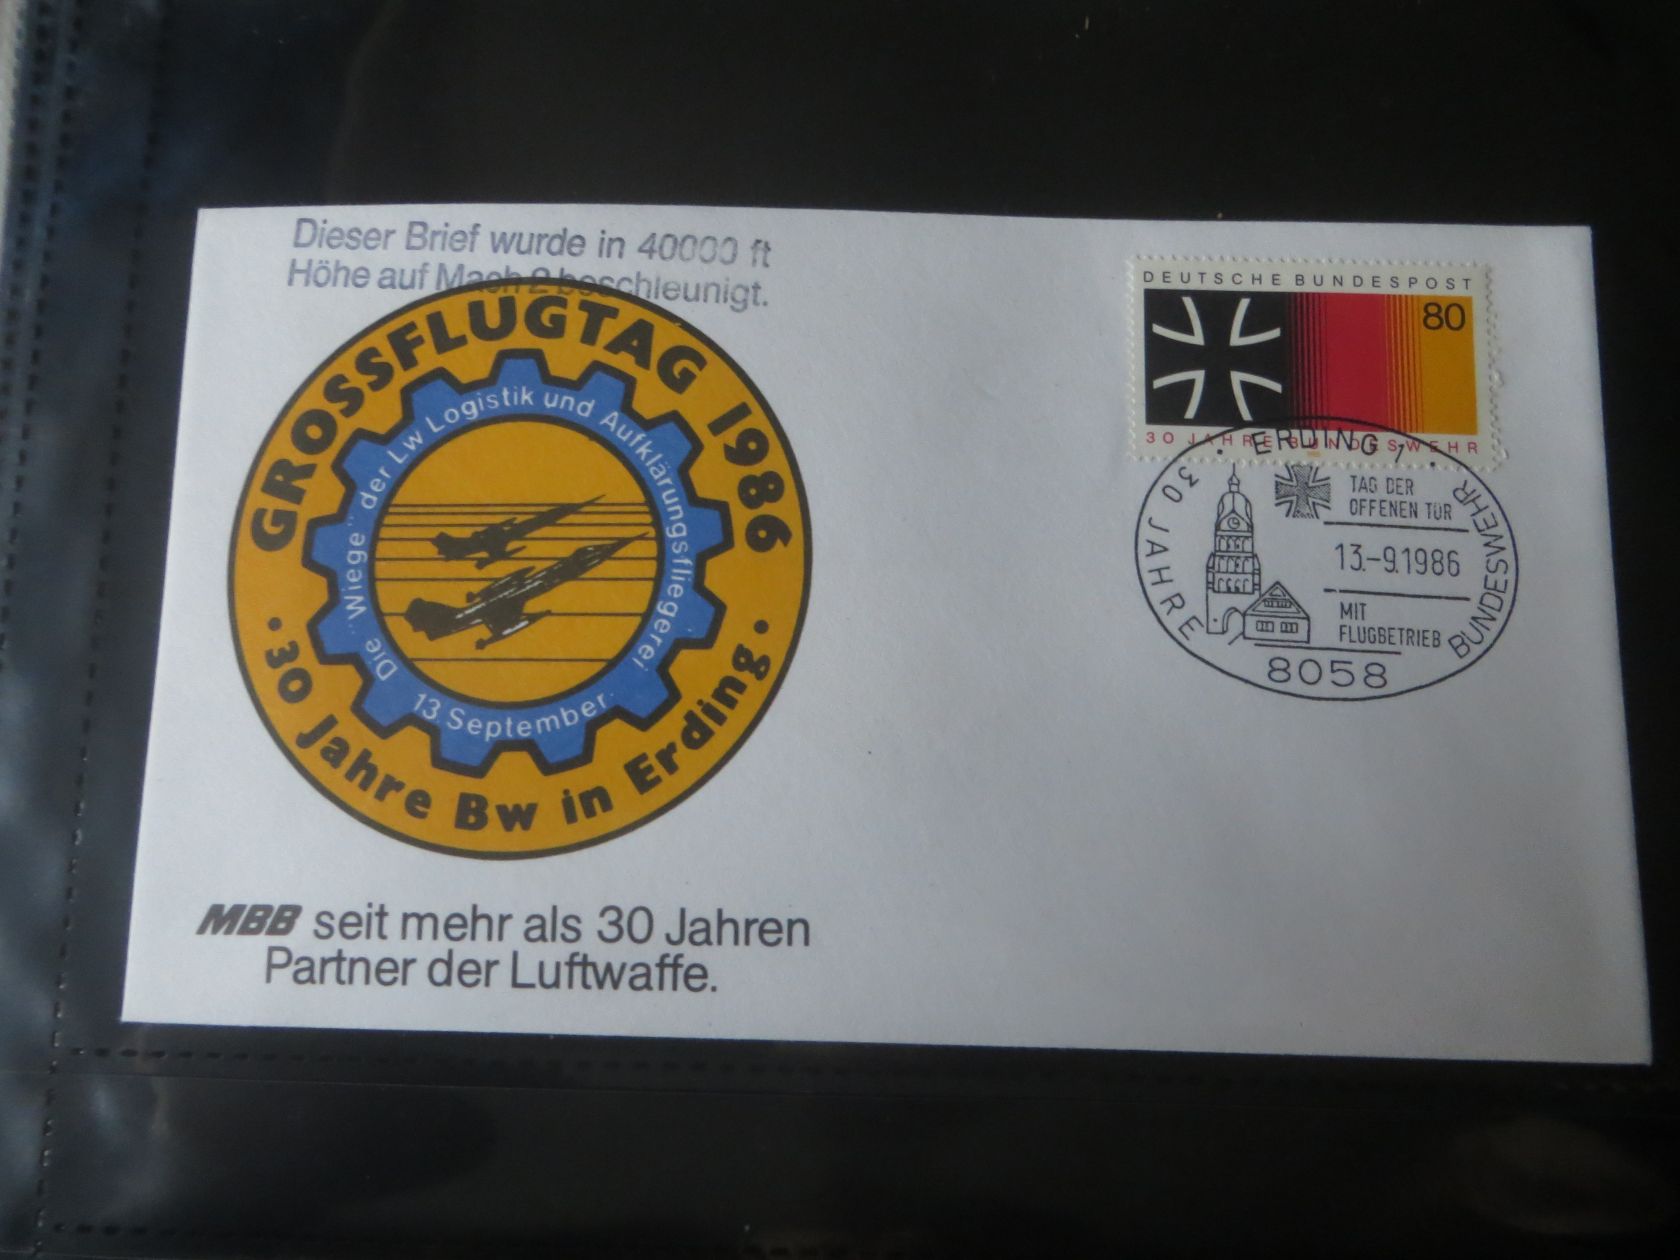 Dieser Brief wurde in 40000 ft
Höhe auf Mach 2 beschleunigt.
GROSSFLUGTAG 1986
· 30 Jahre Bw in Erding ·
Die "Wiege" der Lw Logistik und Aufklärungsfliegerei
13. September.
MBB seit mehr als 30 Jahren
Partner der Luftwaffe.
DEUTSCHE BUNDESPOST
80
30 JAHRE BUNDESWEHR
· ERDING 1 ·
30 JAHRE BUNDESWEHR
TAG DER
OFFENEN TÜR
13.-9.1986
MIT
FLUGBETRIEB
8058